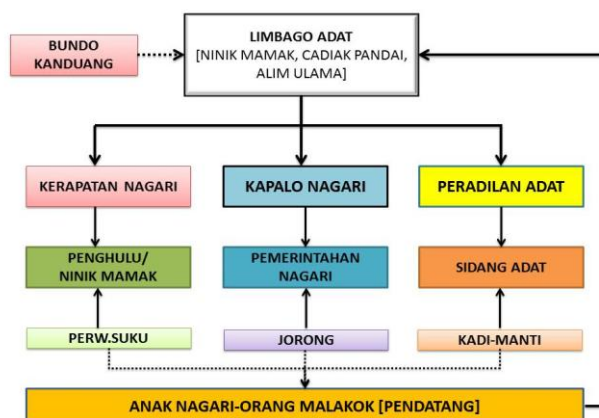 BUNDO
KANDUANG
LIMBAGO ADAT
[NINIK MAMAK, CADIAK PANDAI,
ALIM ULAMA]
KERAPATAN NAGARI
KAPALO NAGARI
PERADILAN ADAT
PENGHULU/
NINIK MAMAK
PEMERINTAHAN
NAGARI
SIDANG ADAT
PERW.SUKU
JORONG
KADI-MANTI
ANAK NAGARI-ORANG MALAKOK [PENDATANG]